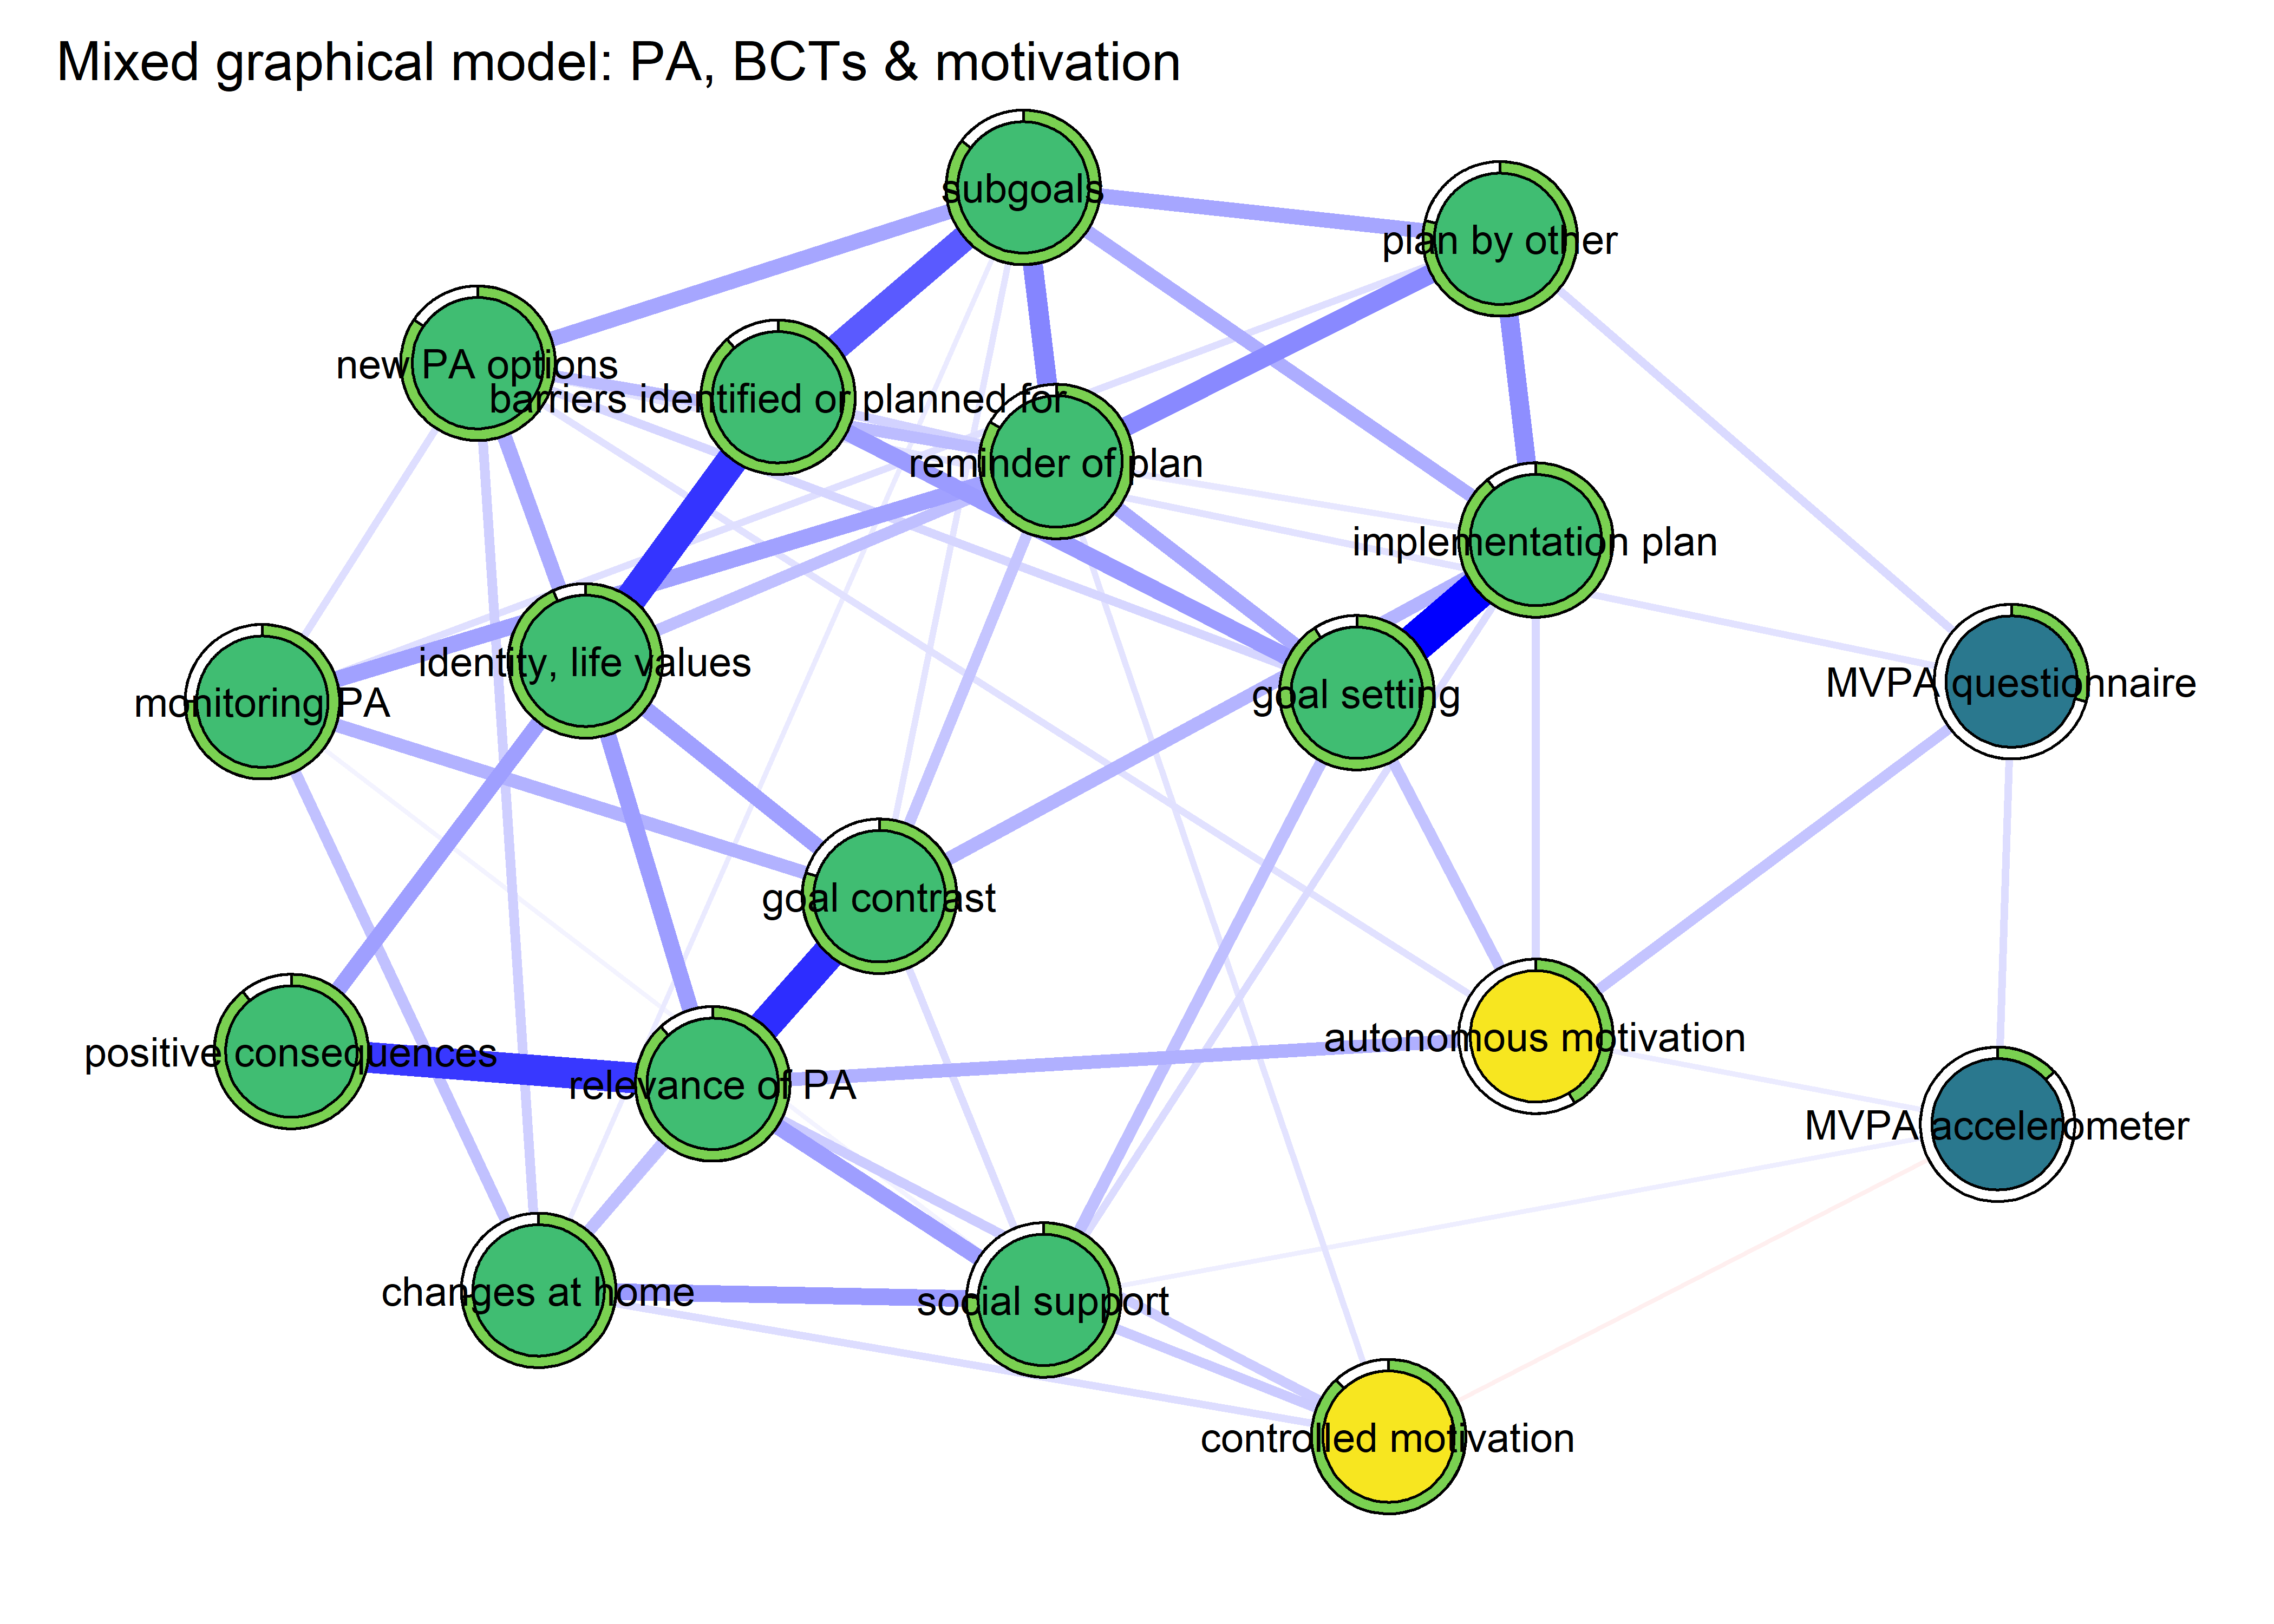 Mixed graphical model: PA, BCTs & motivation
subgoals
plan by other
new PA options
barriers identified or planned for
reminder of plan
implementation plan
identity, life values
monitoring PA
goal setting
MVPA questionnaire
goal contrast
autonomous motivation
positive consequences
relevance of PA
MVPA accelerometer
changes at home
social support
controlled motivation